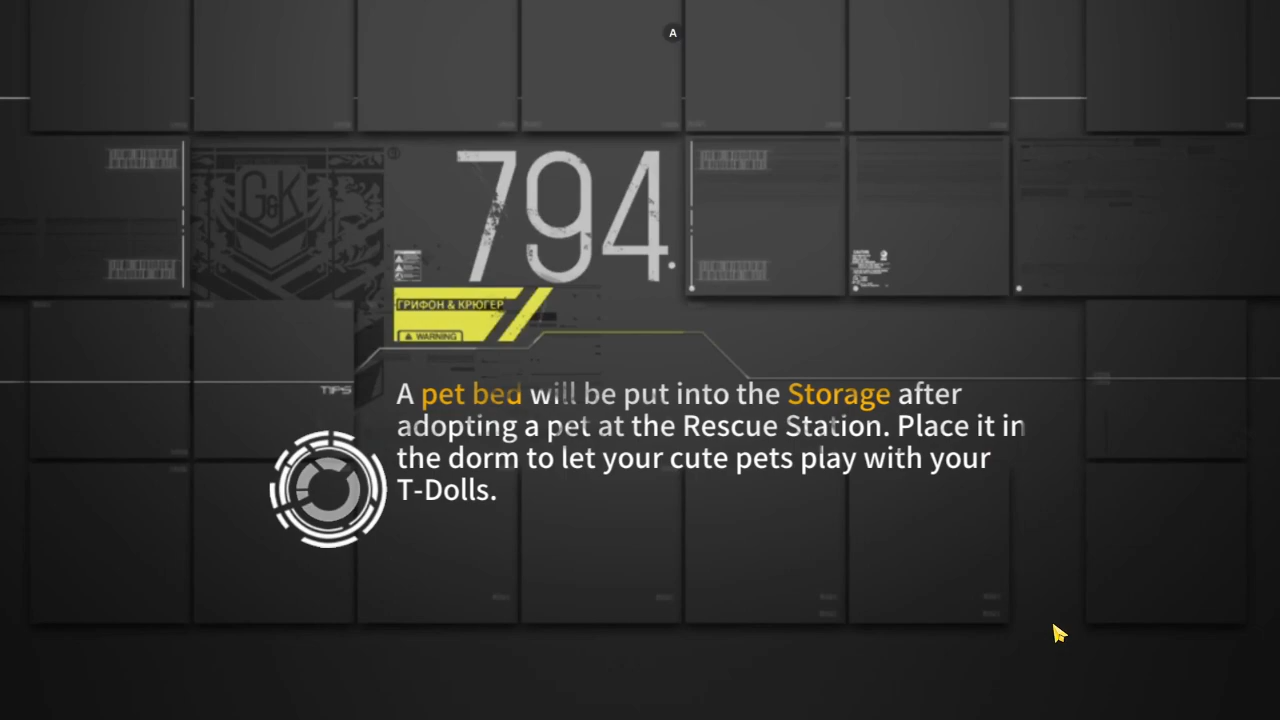 A
G&K
794.
ГРИФОН & КРЮГЕР
WARNING
TIPS
A pet bed will be put into the Storage after
adopting a pet at the Rescue Station. Place it in
the dorm to let your cute pets play with your
T-Dolls.